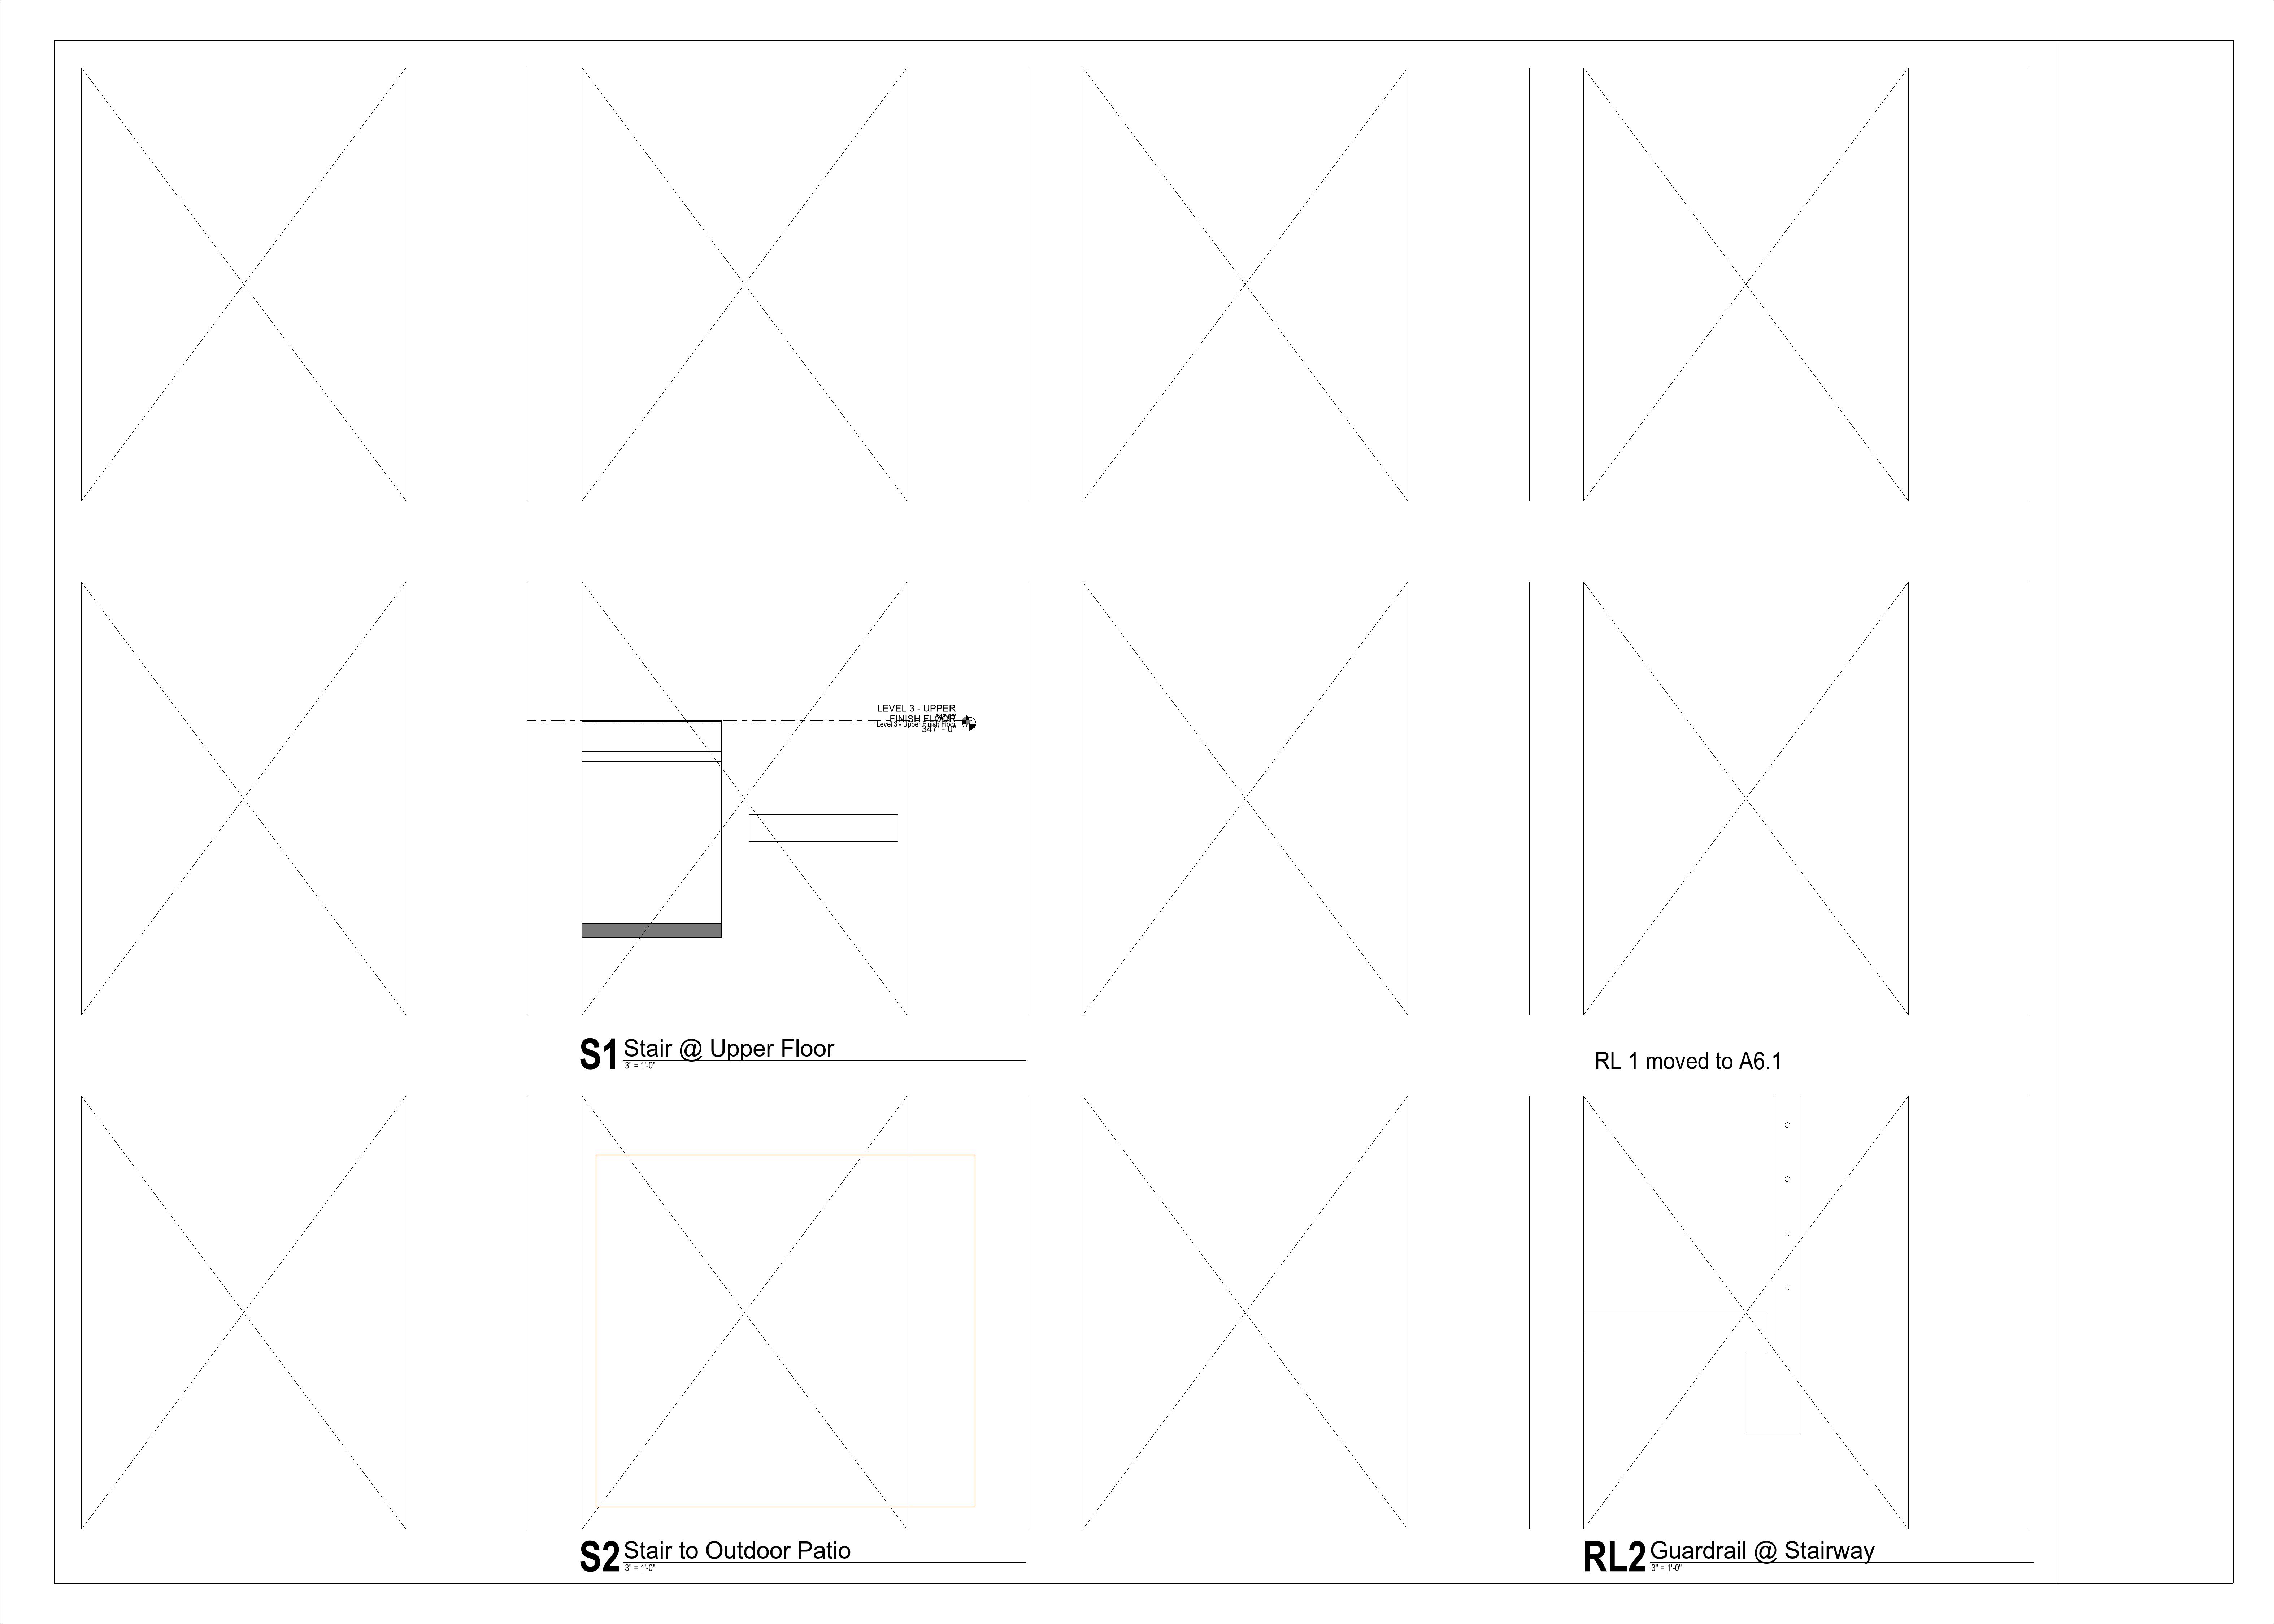 LEVEL 3 - UPPER
FINISH FLOOR
Level 3 - Upper Finish Floor
347' - 0"
S1 Stair @ Upper Floor
3" = 1'-0"
RL 1 moved to A6.1
S2 Stair to Outdoor Patio
3" = 1'-0"
RL2 Guardrail @ Stairway
3" = 1'-0"